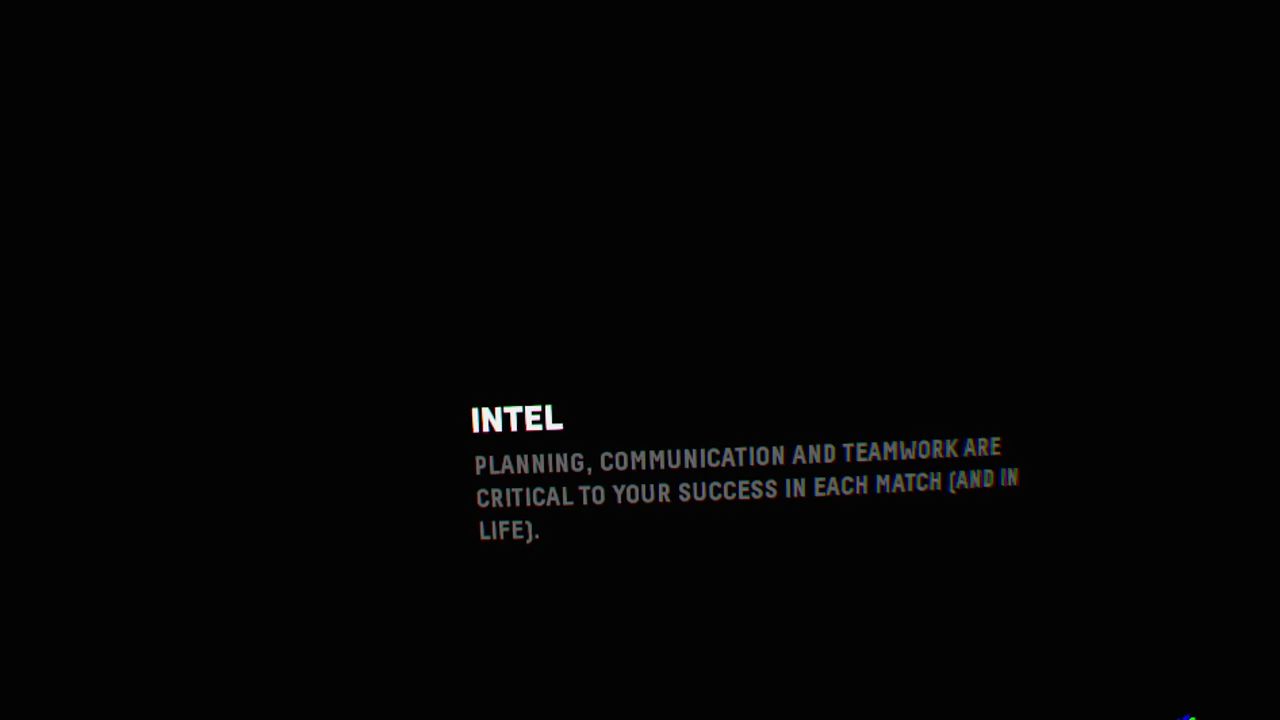 INTEL
PLANNING, COMMUNICATION AND TEAMWORK ARE
CRITICAL TO YOUR SUCCESS IN EACH MATCH (AND IN
LIFE).